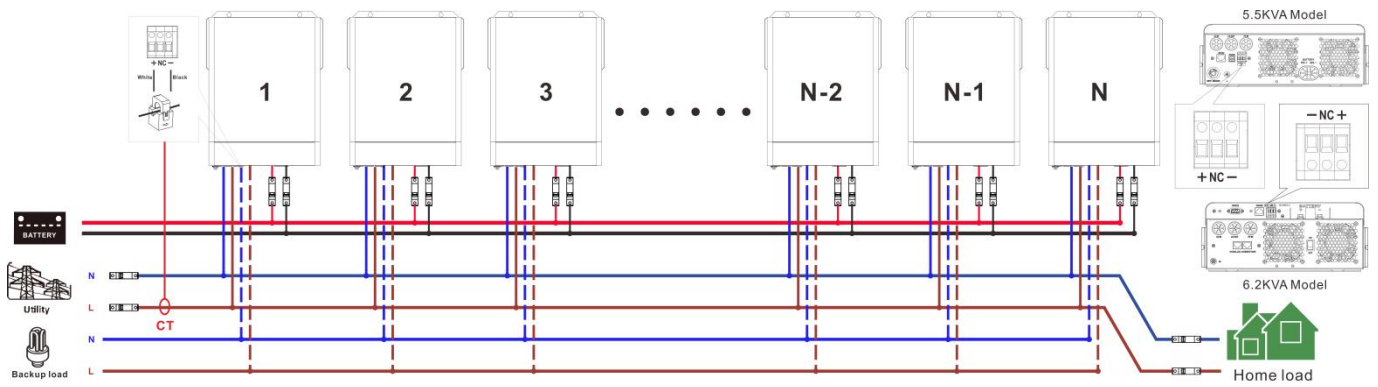 + NC −
White
Black
1
2
3
N-2
N-1
N
5.5KVA Model
+ NC −
− NC +
6.2KVA Model
BATTERY
Utility
N
L
CT
Backup load
N
L
Home load